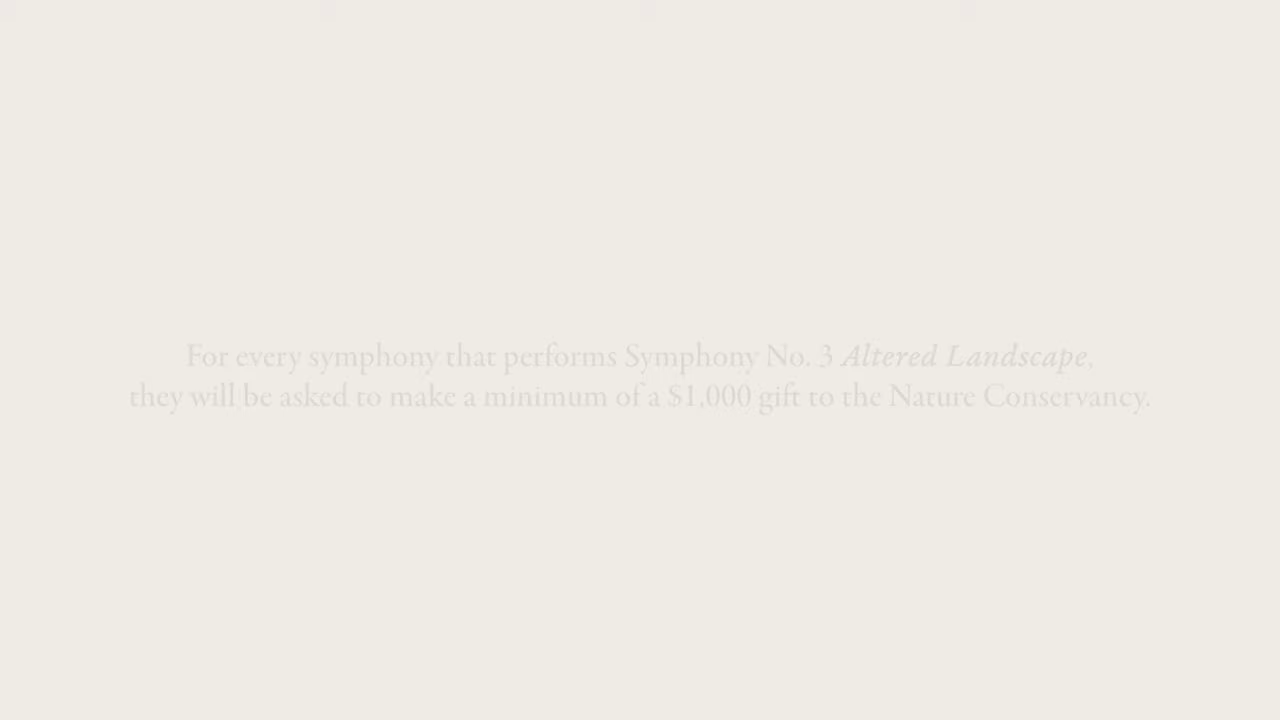 For every symphony that performs Symphony No. 3 Altered Landscape,
they will be asked to make a minimum of a $1,000 gift to the Nature Conservancy.